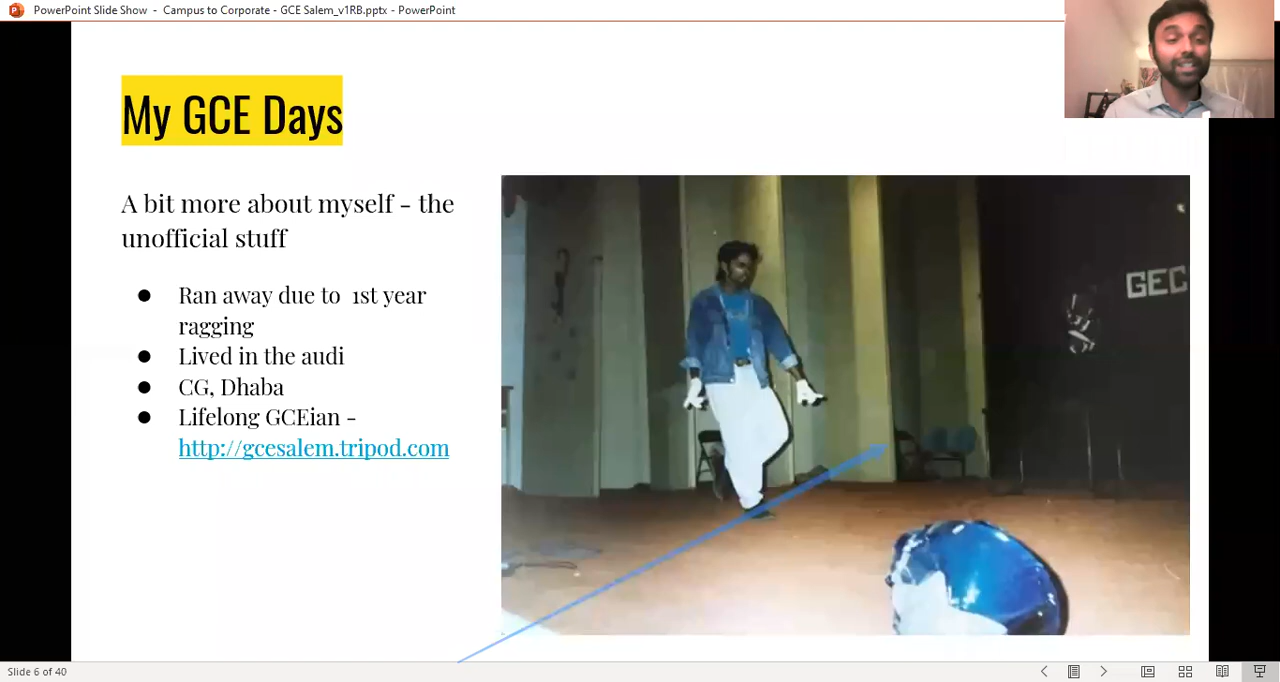 PowerPoint Slide Show - Campus to Corporate - GCE Salem_v1RB.pptx - PowerPoint
My GCE Days
A bit more about myself - the
unofficial stuff
● Ran away due to 1st year
ragging
● Lived in the audi
● CG, Dhaba
● Lifelong GCEian -
http://gcesalem.tripod.com
GEC
Slide 6 of 40